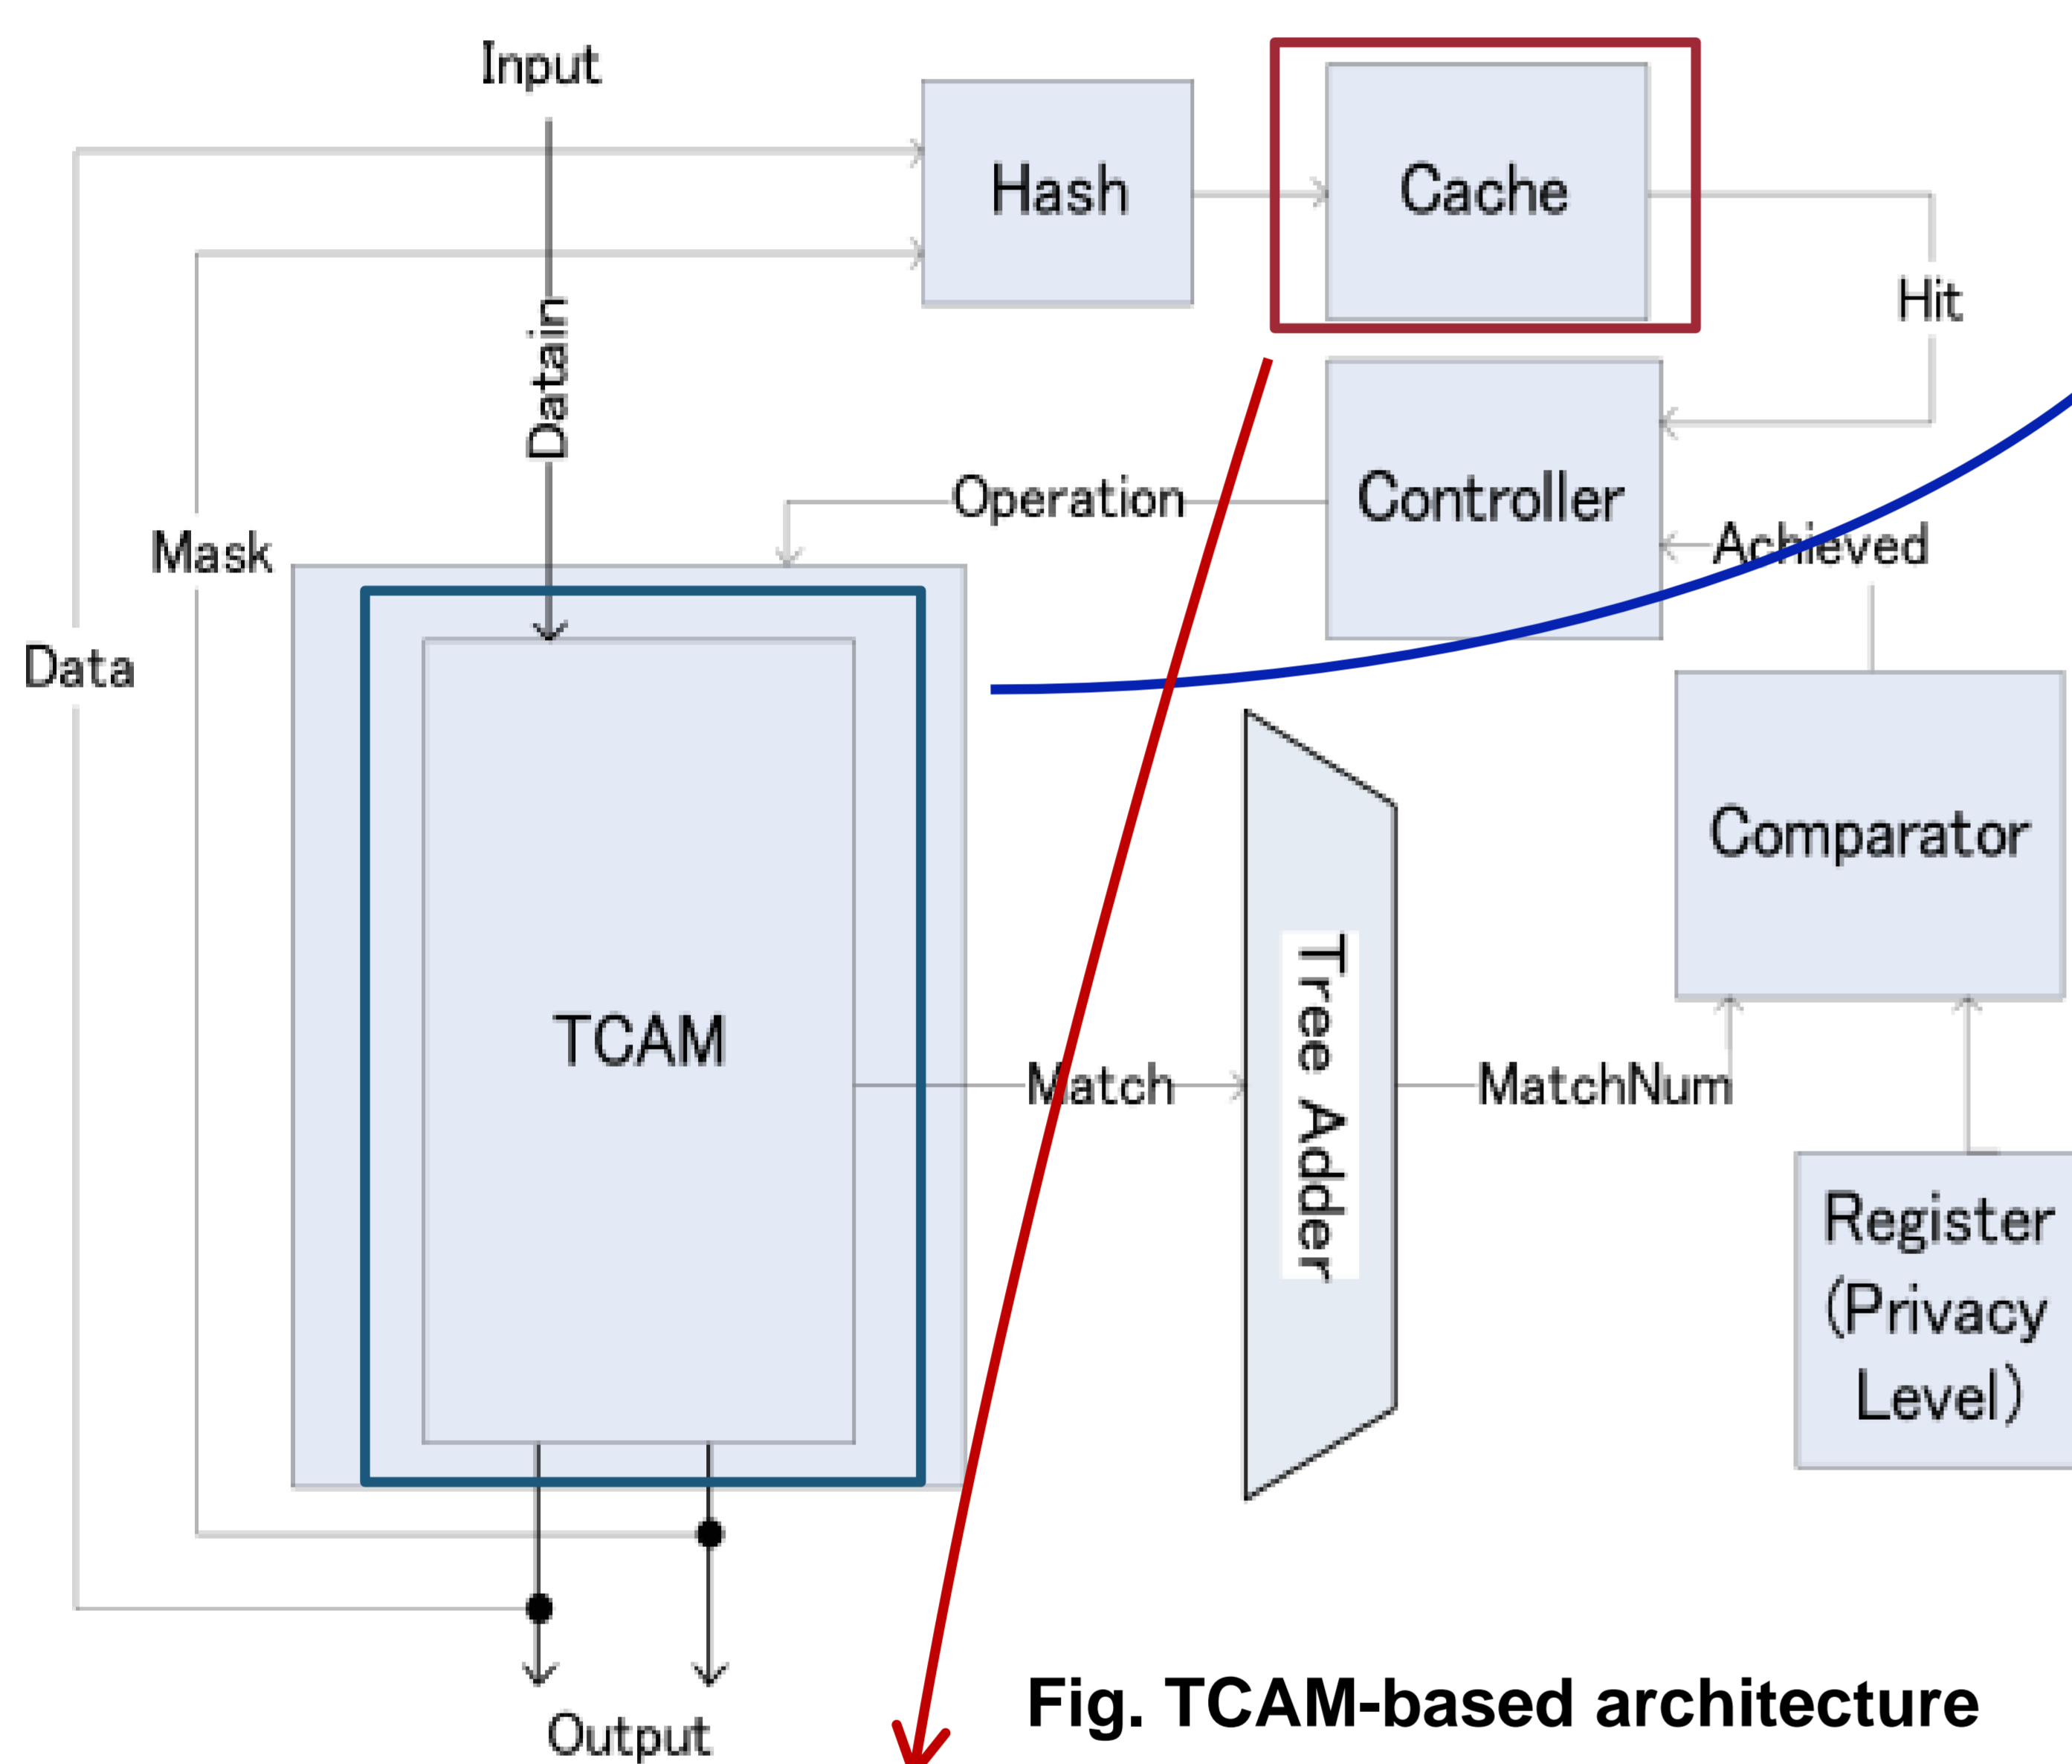 Input
Hash
Cache
Hit
Datain
Operation
Controller
Mask
Achieved
Data
Comparator
TCAM
Match
Tree Adder
MatchNum
Register
(Privacy
Level)
Fig. TCAM-based architecture
Output